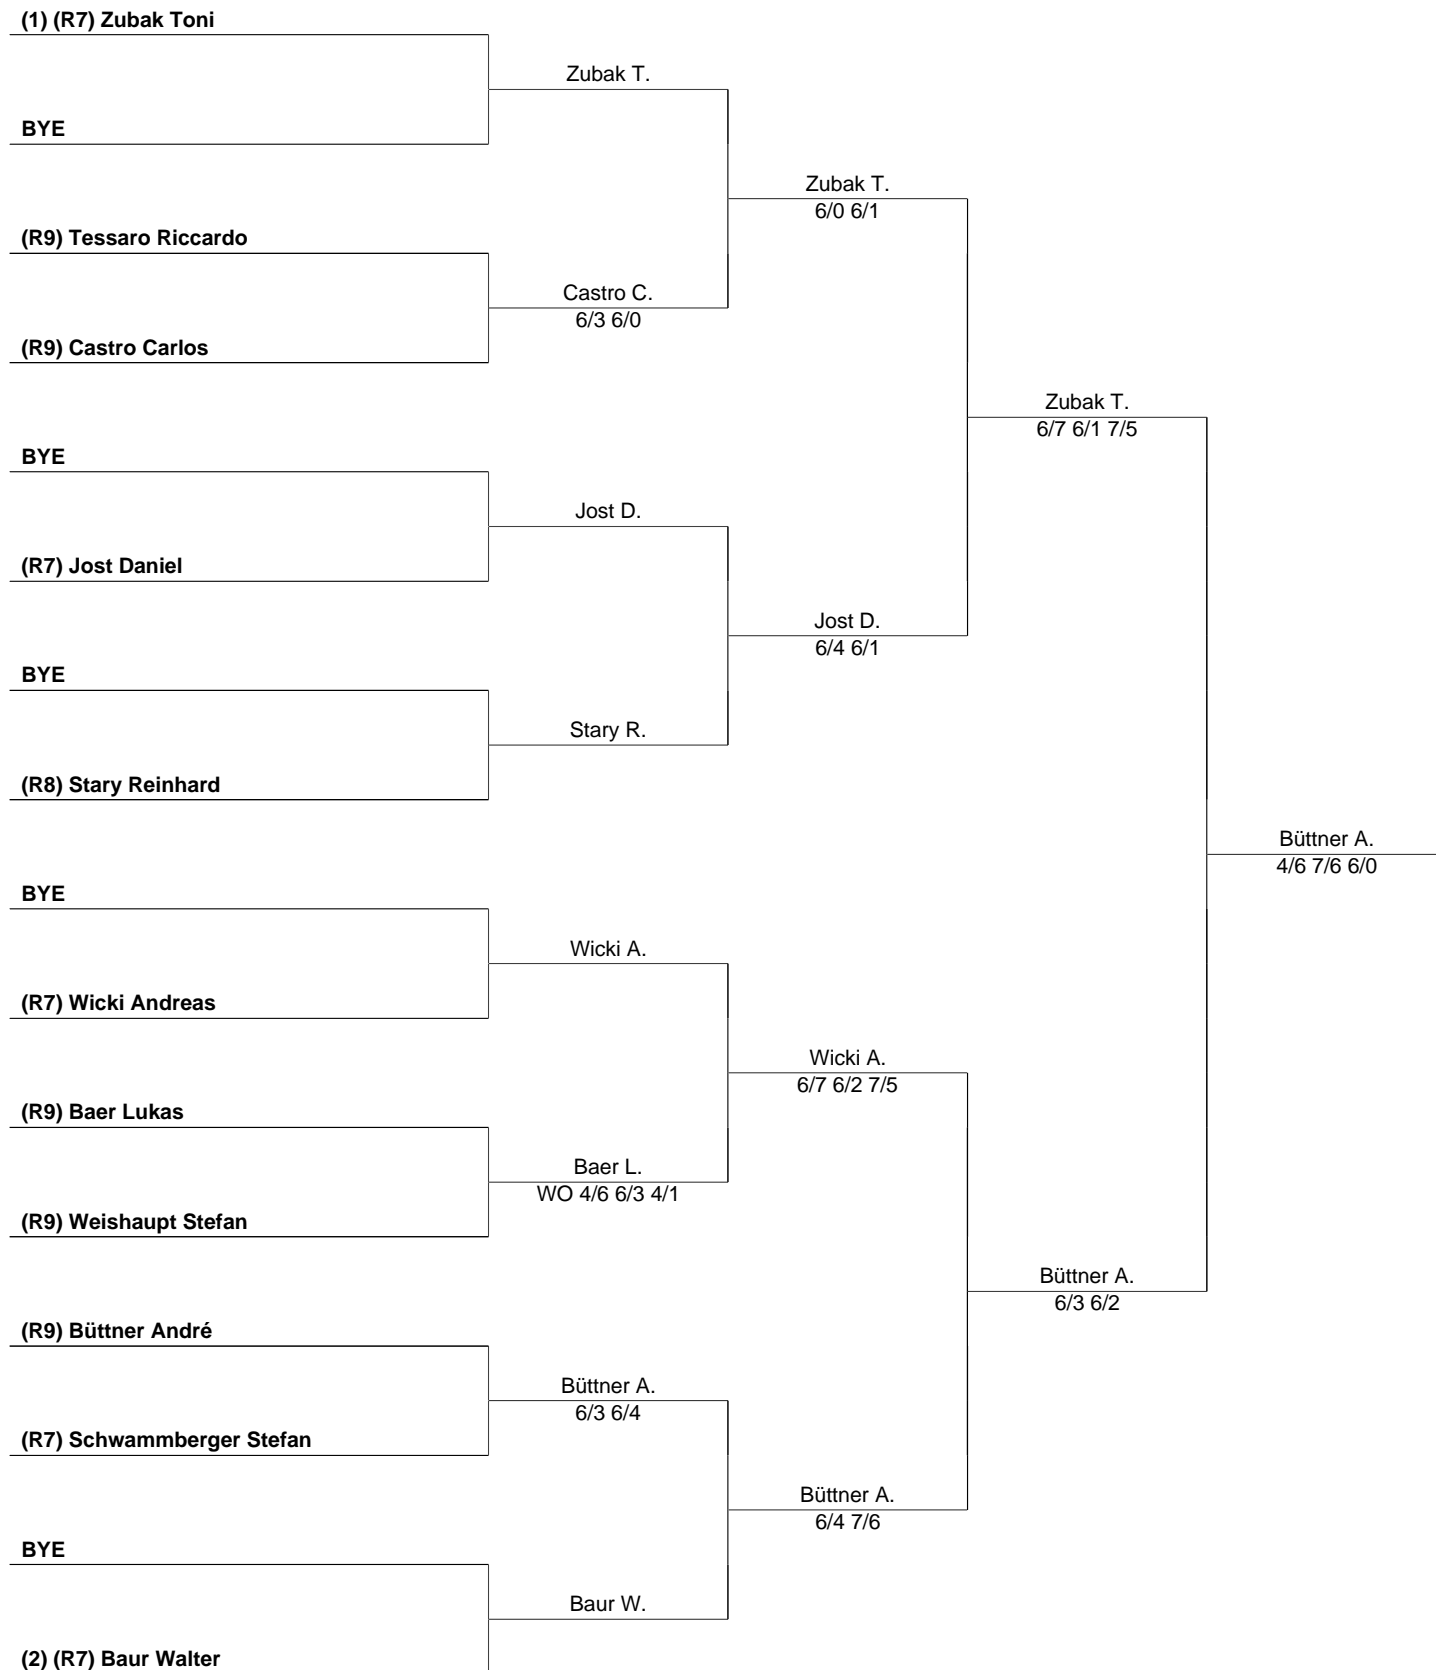 (1) (R7) Zubak Toni
Zubak T.
BYE
Zubak T.
6/0 6/1
(R9) Tessaro Riccardo
Castro C.
6/3 6/0
(R9) Castro Carlos
Zubak T.
6/7 6/1 7/5
BYE
Jost D.
(R7) Jost Daniel
Jost D.
6/4 6/1
BYE
Stary R.
(R8) Stary Reinhard
Büttner A.
4/6 7/6 6/0
BYE
Wicki A.
(R7) Wicki Andreas
Wicki A.
6/7 6/2 7/5
(R9) Baer Lukas
Baer L.
WO 4/6 6/3 4/1
(R9) Weishaupt Stefan
Büttner A.
6/3 6/2
(R9) Büttner André
Büttner A.
6/3 6/4
(R7) Schwammberger Stefan
Büttner A.
6/4 7/6
BYE
Baur W.
(2) (R7) Baur Walter